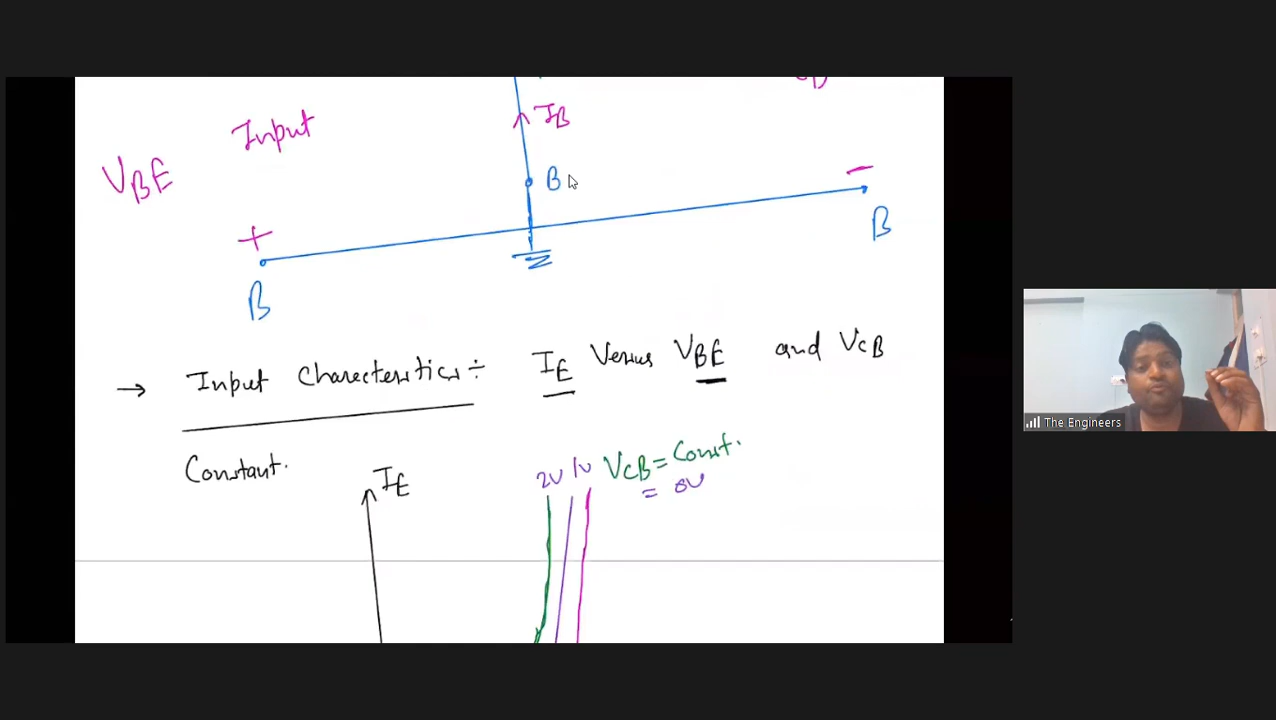 Input
IB
VBE
B
-
+
B
B
→ Input Characteristics ÷ IE Versus VBE and VCB
Constant.
IE
2V 1V VCB = Const.
= 0V
The Engineers